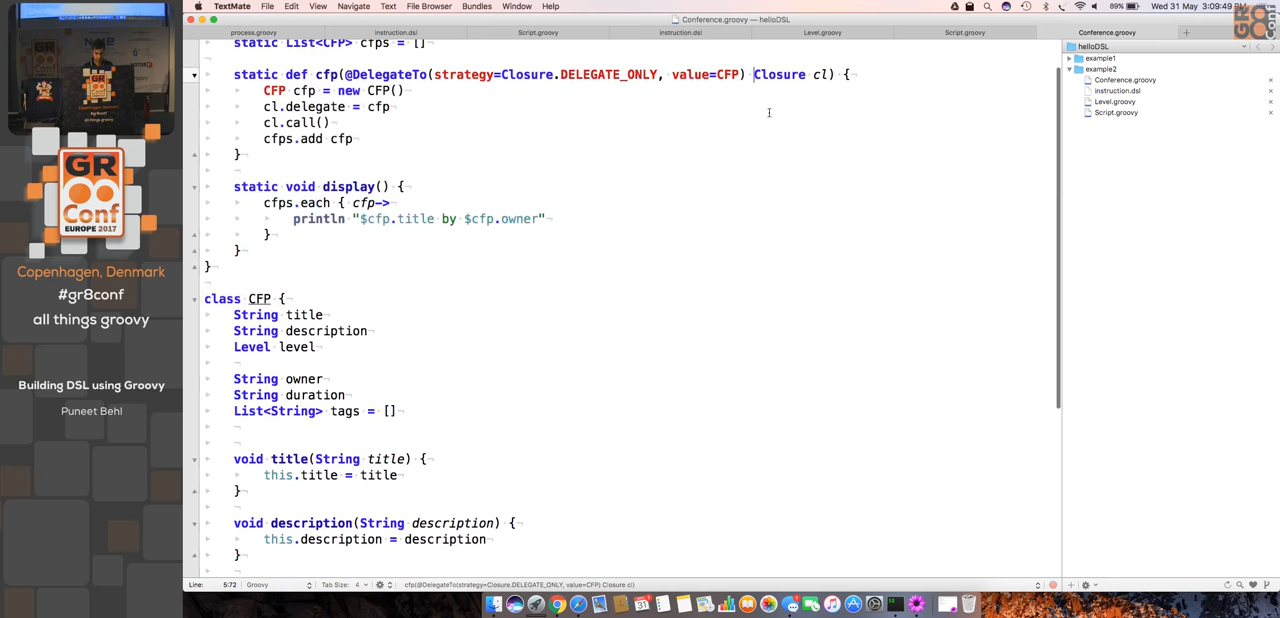 TextMate File Edit View Navigate Text File Browser Bundles Window Help
89% Wed 31 May 3:09:49 PM
Conference.groovy — helloDSL
process.groovy instruction.dsl Script.groovy instruction.dsl Level.groovy Script.groovy Conference.groovy
static List<CFP> cfps = []
static def cfp(@DelegateTo(strategy=Closure.DELEGATE_ONLY, value=CFP) Closure cl) {
CFP cfp = new CFP()
cl.delegate = cfp
cl.call()
cfps.add cfp
}
static void display() {
cfps.each { cfp->
println "$cfp.title by $cfp.owner"
}
}
}
class CFP {
String title
String description
Level level
String owner
String duration
List<String> tags = []
void title(String title) {
this.title = title
}
void description(String description) {
this.description = description
}
Line: 5:72 Groovy Tab Size: 4 cfp(@DelegateTo(strategy=Closure.DELEGATE_ONLY, value=CFP) Closure cl)
helloDSL
example1
example2
Conference.groovy
instruction.dsl
Level.groovy
Script.groovy
GR
Conf
EUROPE 2017
Copenhagen, Denmark
#gr8conf
all things groovy
Building DSL using Groovy
Puneet Behl